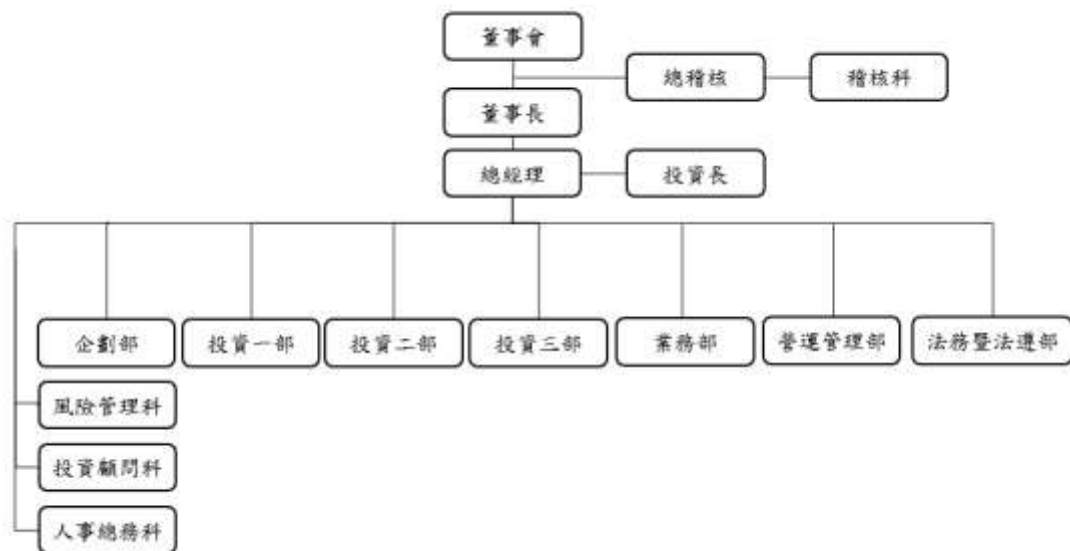 董事會
總稽核
稽核科
董事長
總經理
投資長
企劃部
投資一部
投資二部
投資三部
業務部
營運管理部
法務暨法遵部
風險管理科
投資顧問科
人事總務科